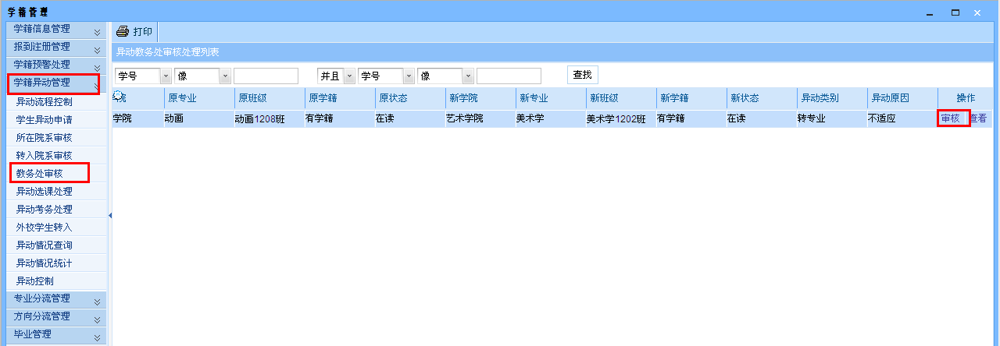 学籍管理
学籍信息管理
报到注册管理
学籍预警处理
学籍异动管理
异动流程控制
学生异动申请
所在院系审核
转入院系审核
教务处审核
异动选课处理
异动考务处理
外校学生转入
异动情况查询
异动情况统计
异动控制
专业分流管理
方向分流管理
毕业管理
打印
异动教务处审核处理列表
学号 像 并且 学号 像 查找
院 原专业 原班级 原学籍 原状态 新学院 新专业 新班级 新学籍 新状态 异动类别 异动原因 操作
学院 动画 动画1208班 有学籍 在读 艺术学院 美术学 美术学1202班 有学籍 在读 转专业 不适应 审核 查看